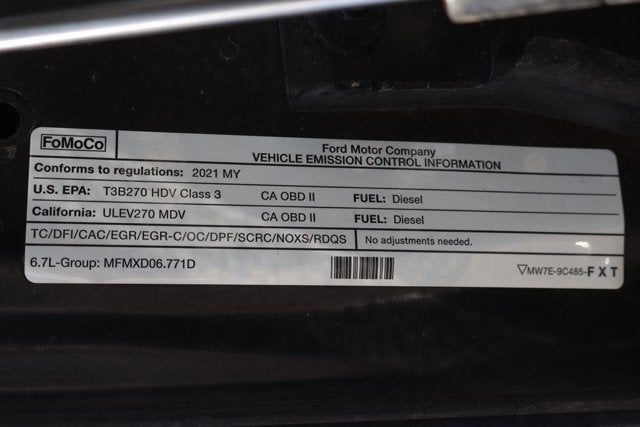 FoMoCo
Ford Motor Company
VEHICLE EMISSION CONTROL INFORMATION
Conforms to regulations: 2021 MY
U.S. EPA: T3B270 HDV Class 3 CA OBD II FUEL: Diesel
California: ULEV270 MDV CA OBD II FUEL: Diesel
TC/DFI/CAC/EGR/EGR-C/OC/DPF/SCRC/NOXS/RDQS No adjustments needed.
6.7L-Group: MFMXD06.771D MW7E-9C485-FXT